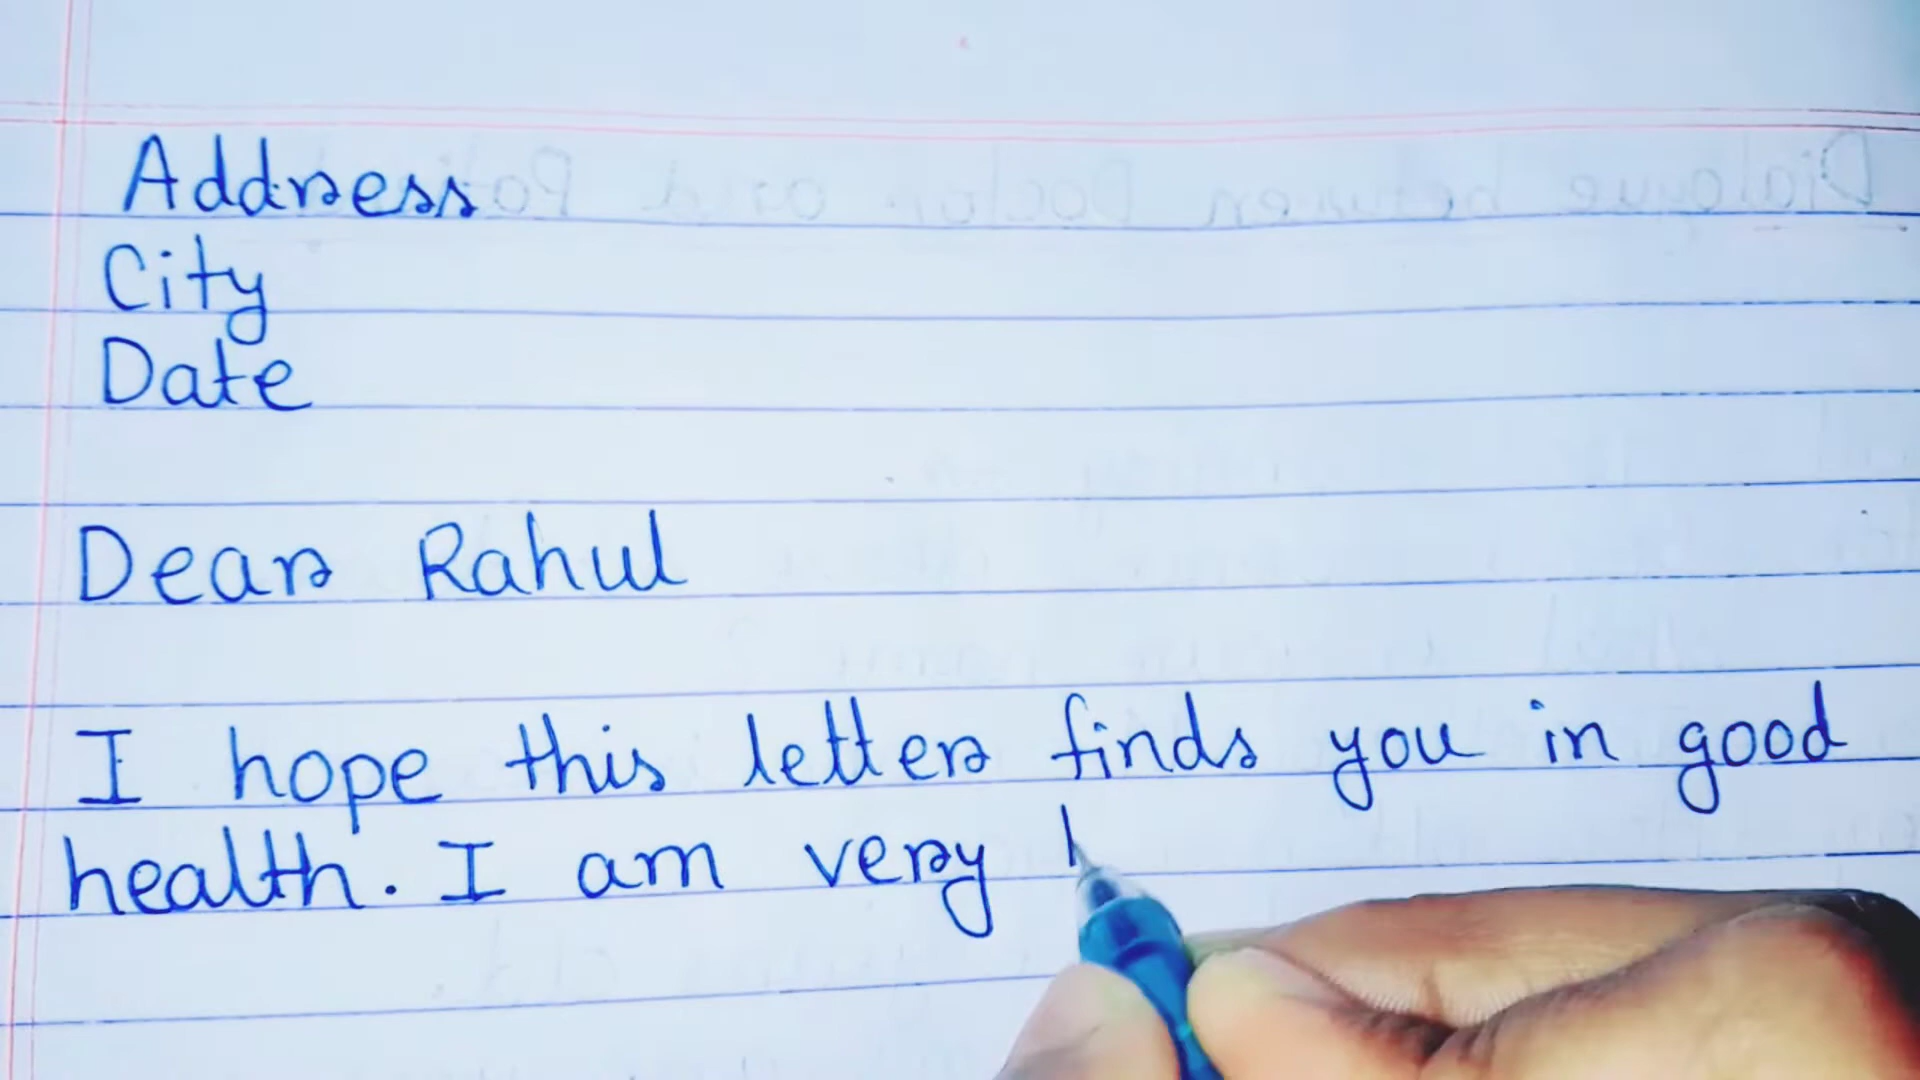 Address
City
Date
Dear Rahul
I hope this letter finds you in good
health. I am very